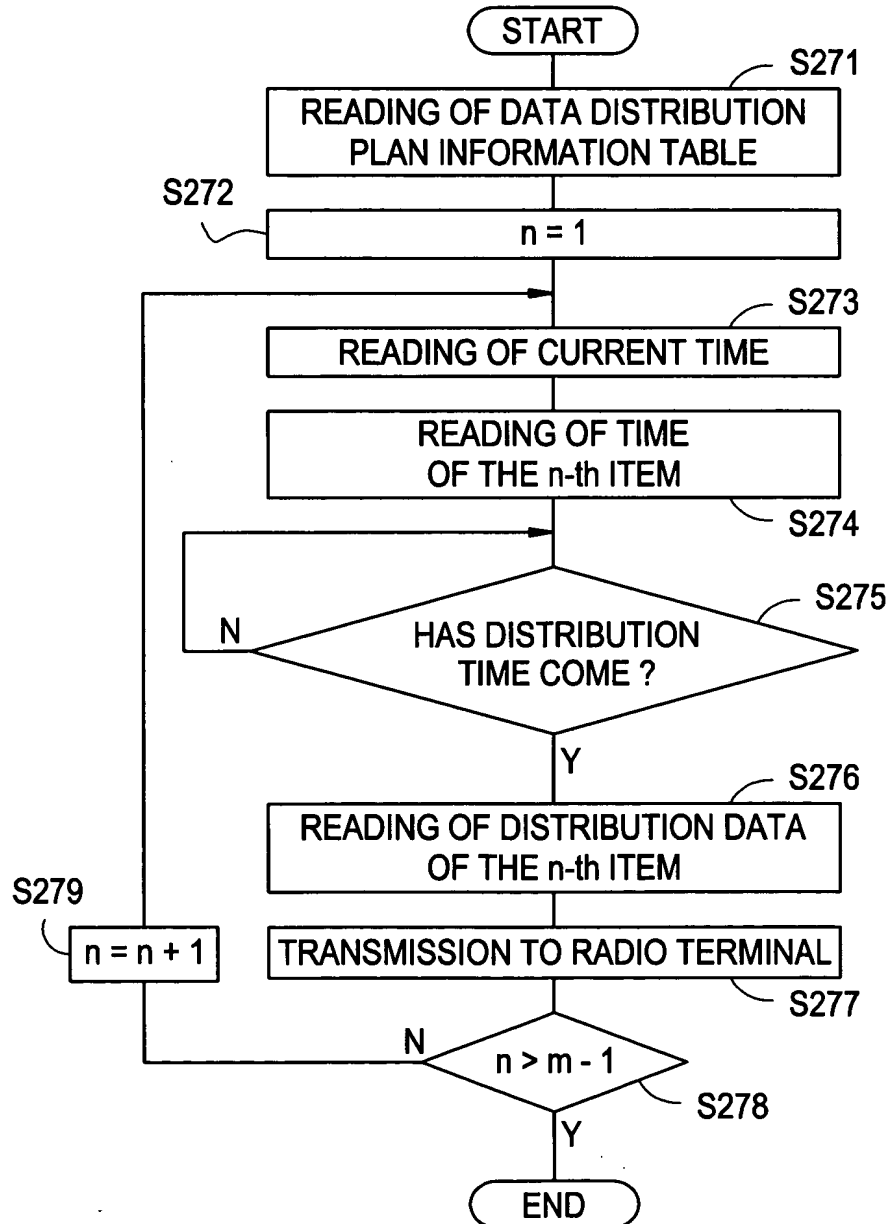 START
S271
READING OF DATA DISTRIBUTION
PLAN INFORMATION TABLE
S272
n = 1
S273
READING OF CURRENT TIME
READING OF TIME
OF THE n-th ITEM
S274
S275
N
HAS DISTRIBUTION
TIME COME ?
Y
S276
READING OF DISTRIBUTION DATA
OF THE n-th ITEM
S279
n = n + 1
TRANSMISSION TO RADIO TERMINAL
S277
N
n > m - 1
S278
Y
END